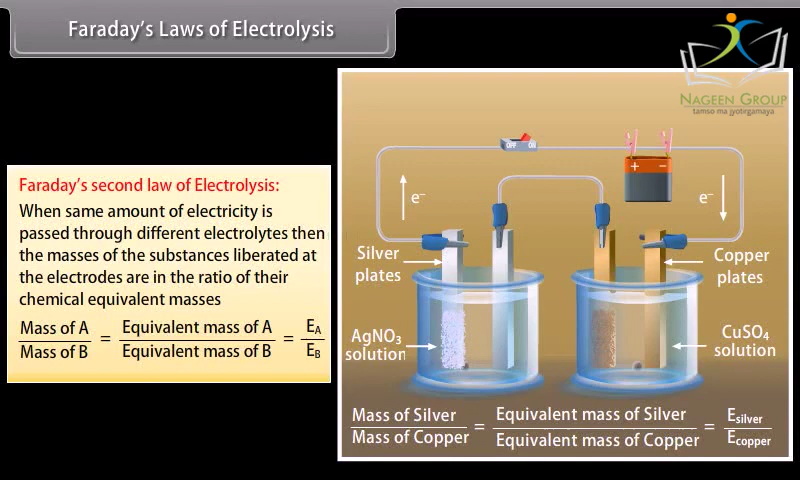 Faraday's Laws of Electrolysis
NAGEEN GROUP
tamso ma jyotirgamaya
Faraday's second law of Electrolysis:
When same amount of electricity is
passed through different electrolytes then
the masses of the substances liberated at
the electrodes are in the ratio of their
chemical equivalent masses
Mass of A / Mass of B = Equivalent mass of A / Equivalent mass of B = E_A / E_B
OFF ON
+ −
e⁻
e⁻
Silver
plates
Copper
plates
AgNO₃
solution
CuSO₄
solution
Mass of Silver / Mass of Copper = Equivalent mass of Silver / Equivalent mass of Copper = E_silver / E_copper